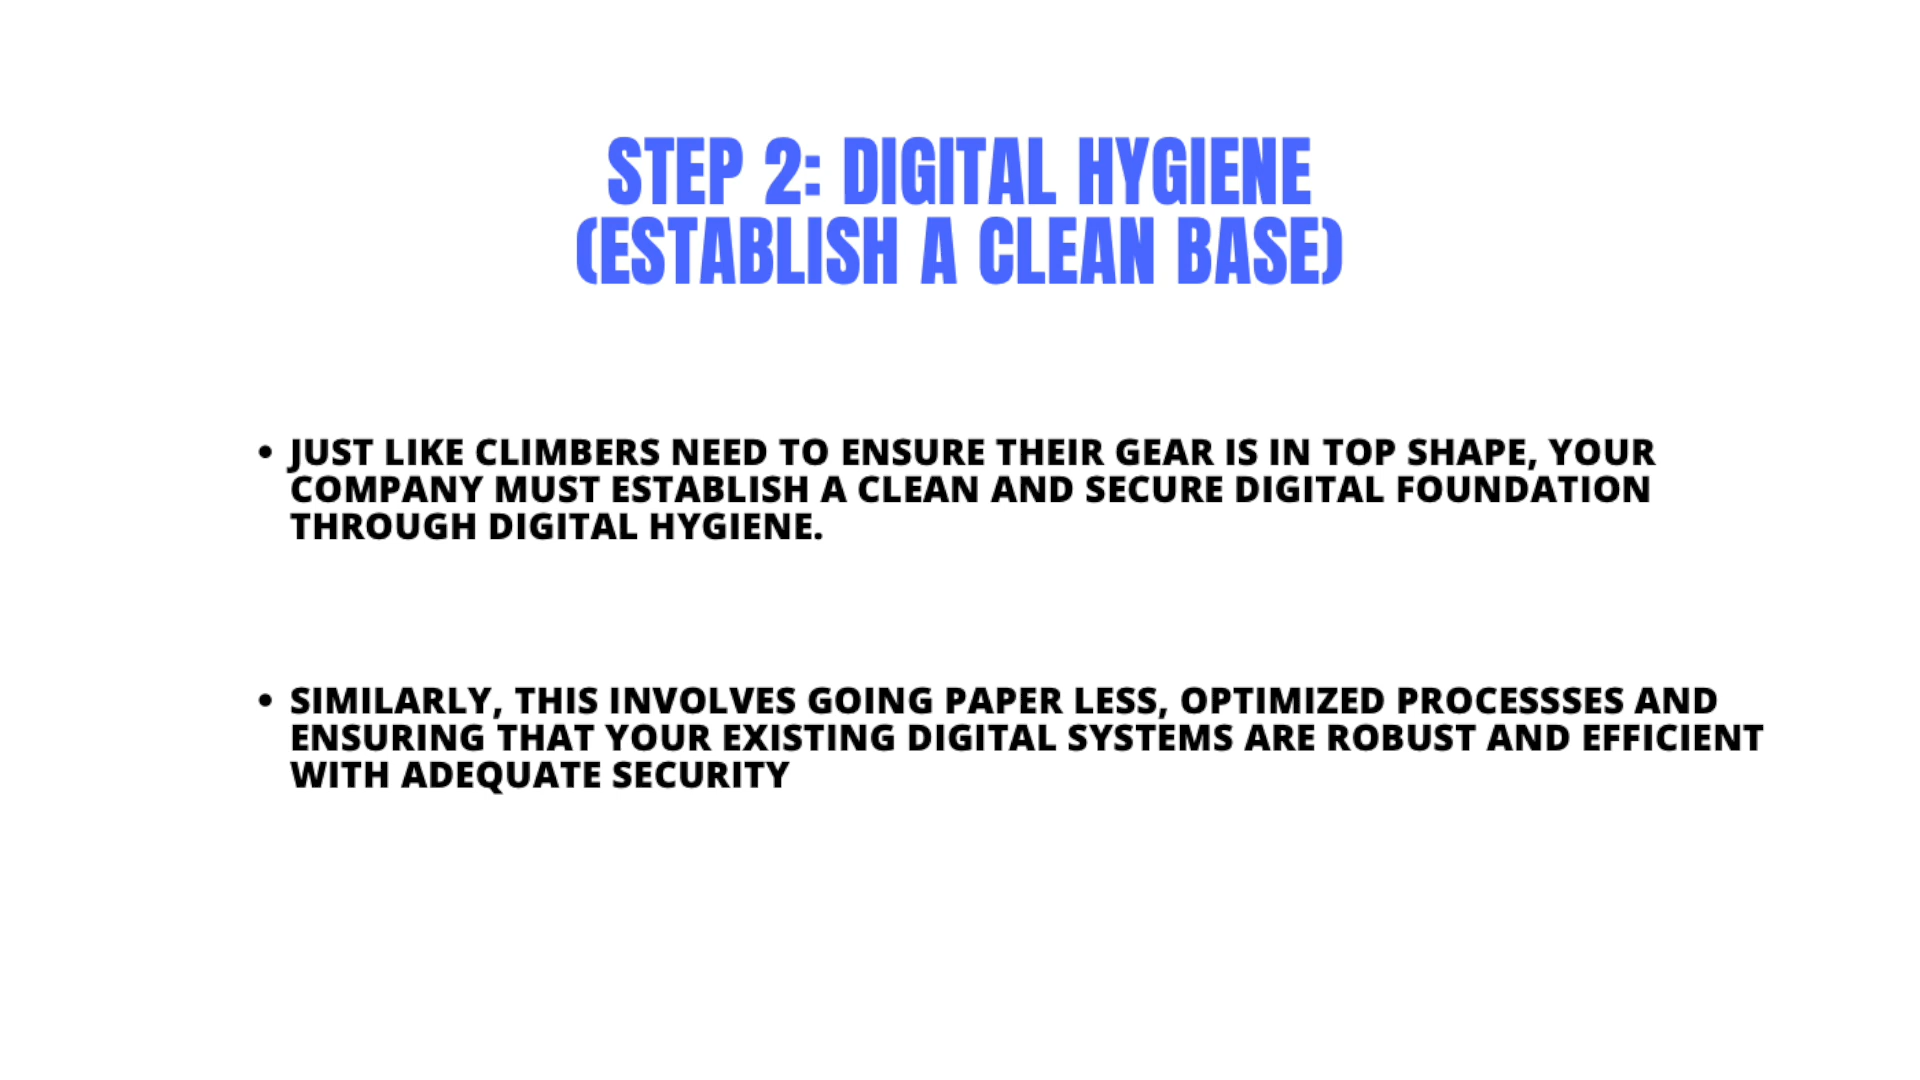 STEP 2: DIGITAL HYGIENE
(ESTABLISH A CLEAN BASE)
• JUST LIKE CLIMBERS NEED TO ENSURE THEIR GEAR IS IN TOP SHAPE, YOUR
COMPANY MUST ESTABLISH A CLEAN AND SECURE DIGITAL FOUNDATION
THROUGH DIGITAL HYGIENE.
• SIMILARLY, THIS INVOLVES GOING PAPER LESS, OPTIMIZED PROCESSSES AND
ENSURING THAT YOUR EXISTING DIGITAL SYSTEMS ARE ROBUST AND EFFICIENT
WITH ADEQUATE SECURITY